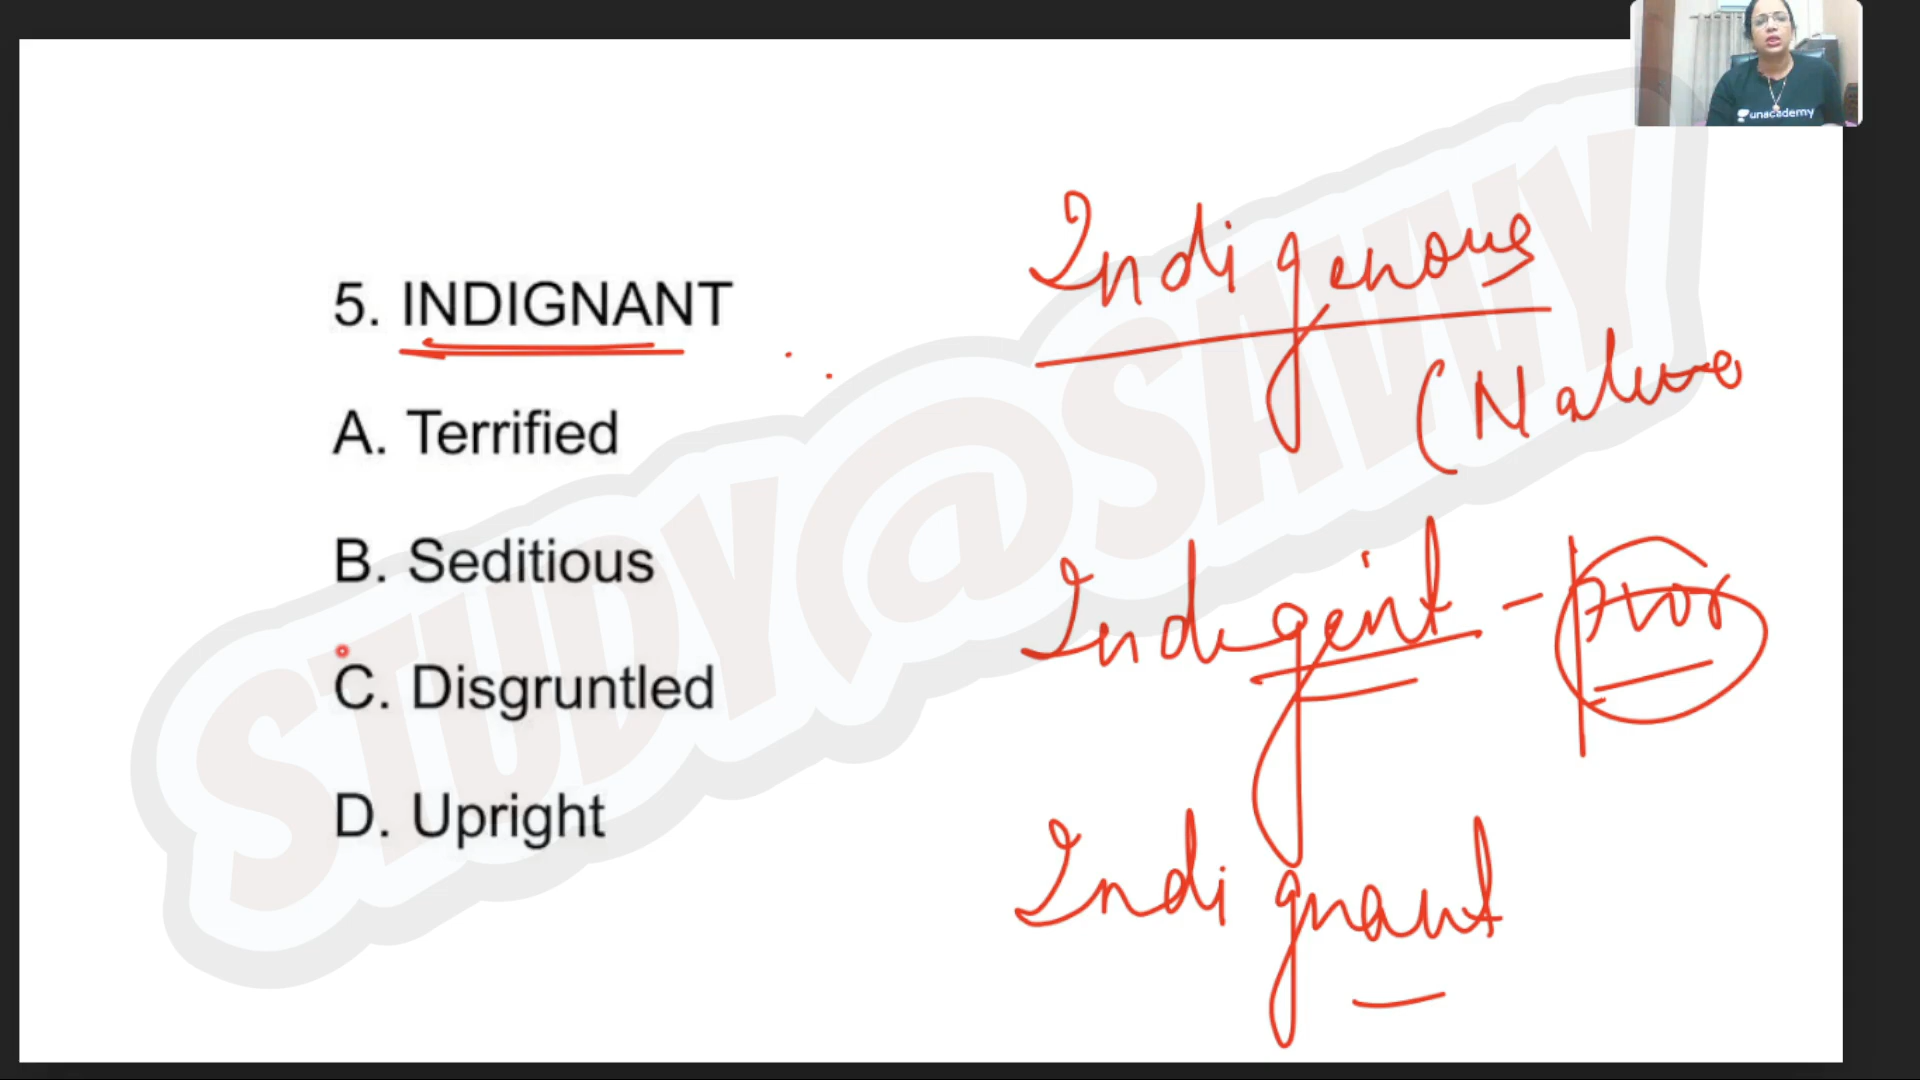 unacademy
5. INDIGNANT
A. Terrified
B. Seditious
C. Disgruntled
D. Upright
Indigenous
(Native
Indigent - Poor
Indignant
STUDY@SAVVY